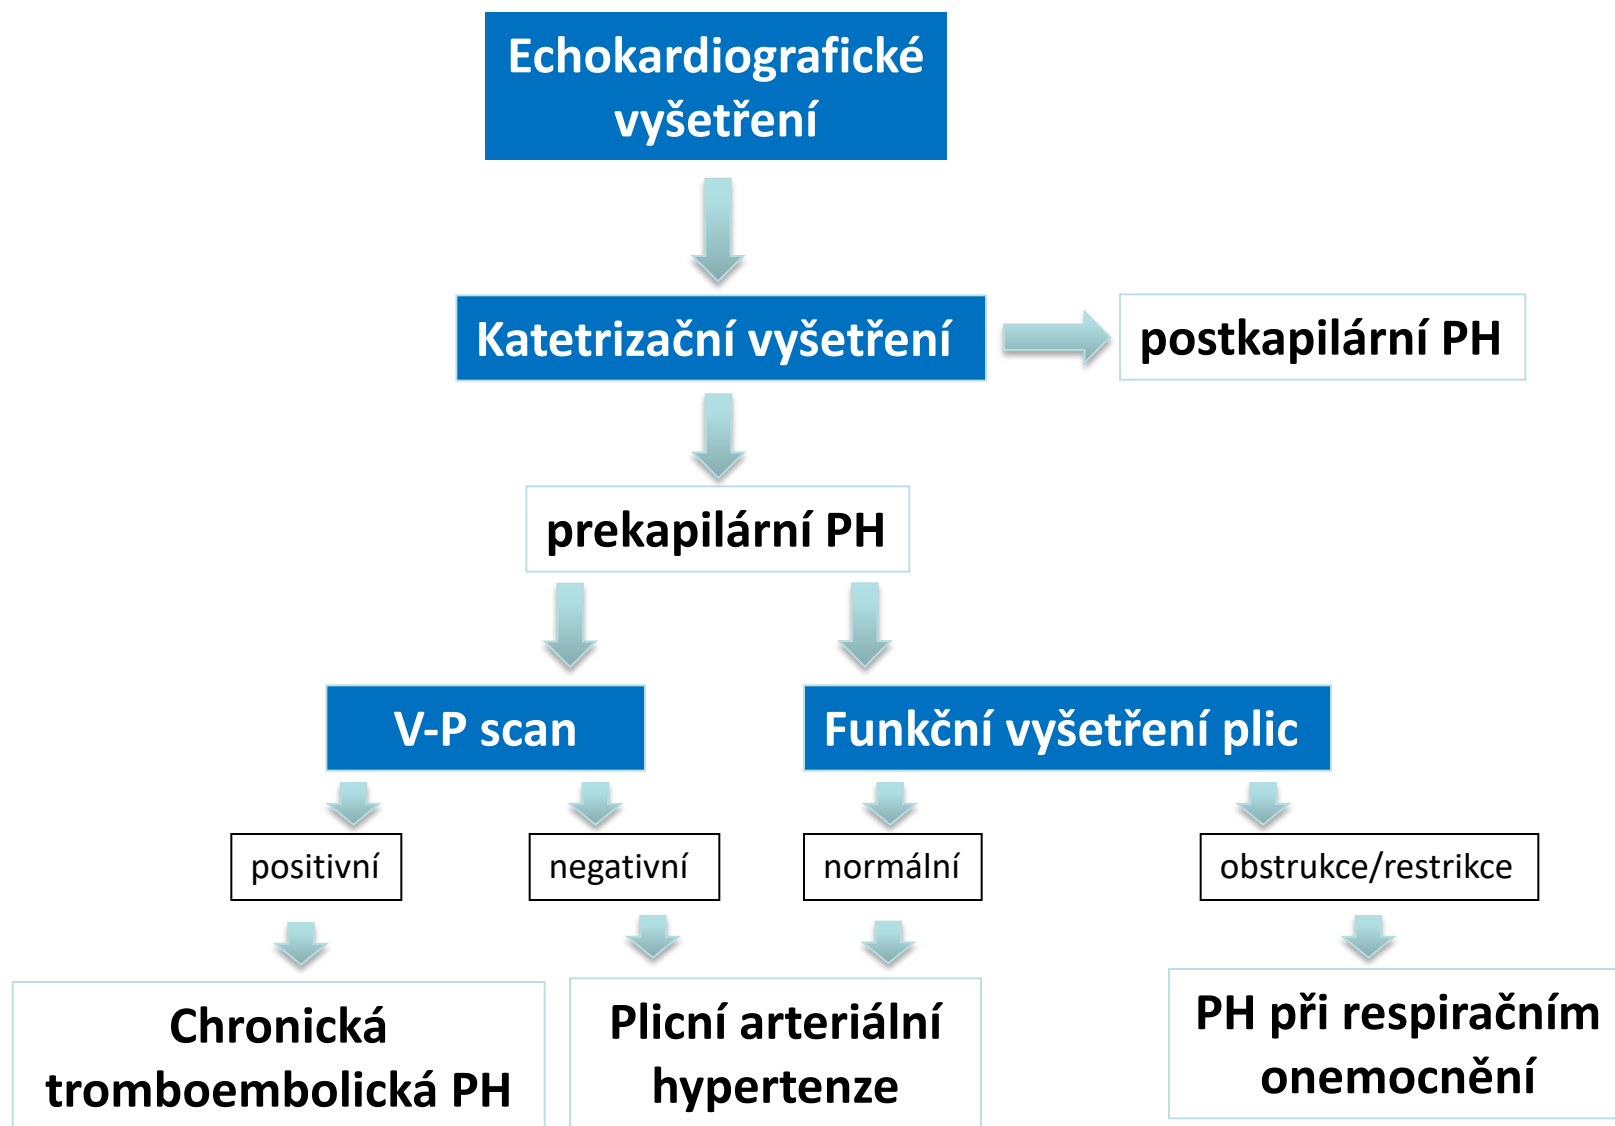 Echokardiografické
vyšetření
Katetrizační vyšetření
postkapilární PH
prekapilární PH
V-P scan
Funkční vyšetření plic
positivní
negativní
normální
obstrukce/restrikce
Chronická
tromboembolická PH
Plicní arteriální
hypertenze
PH při respiračním
onemocnění